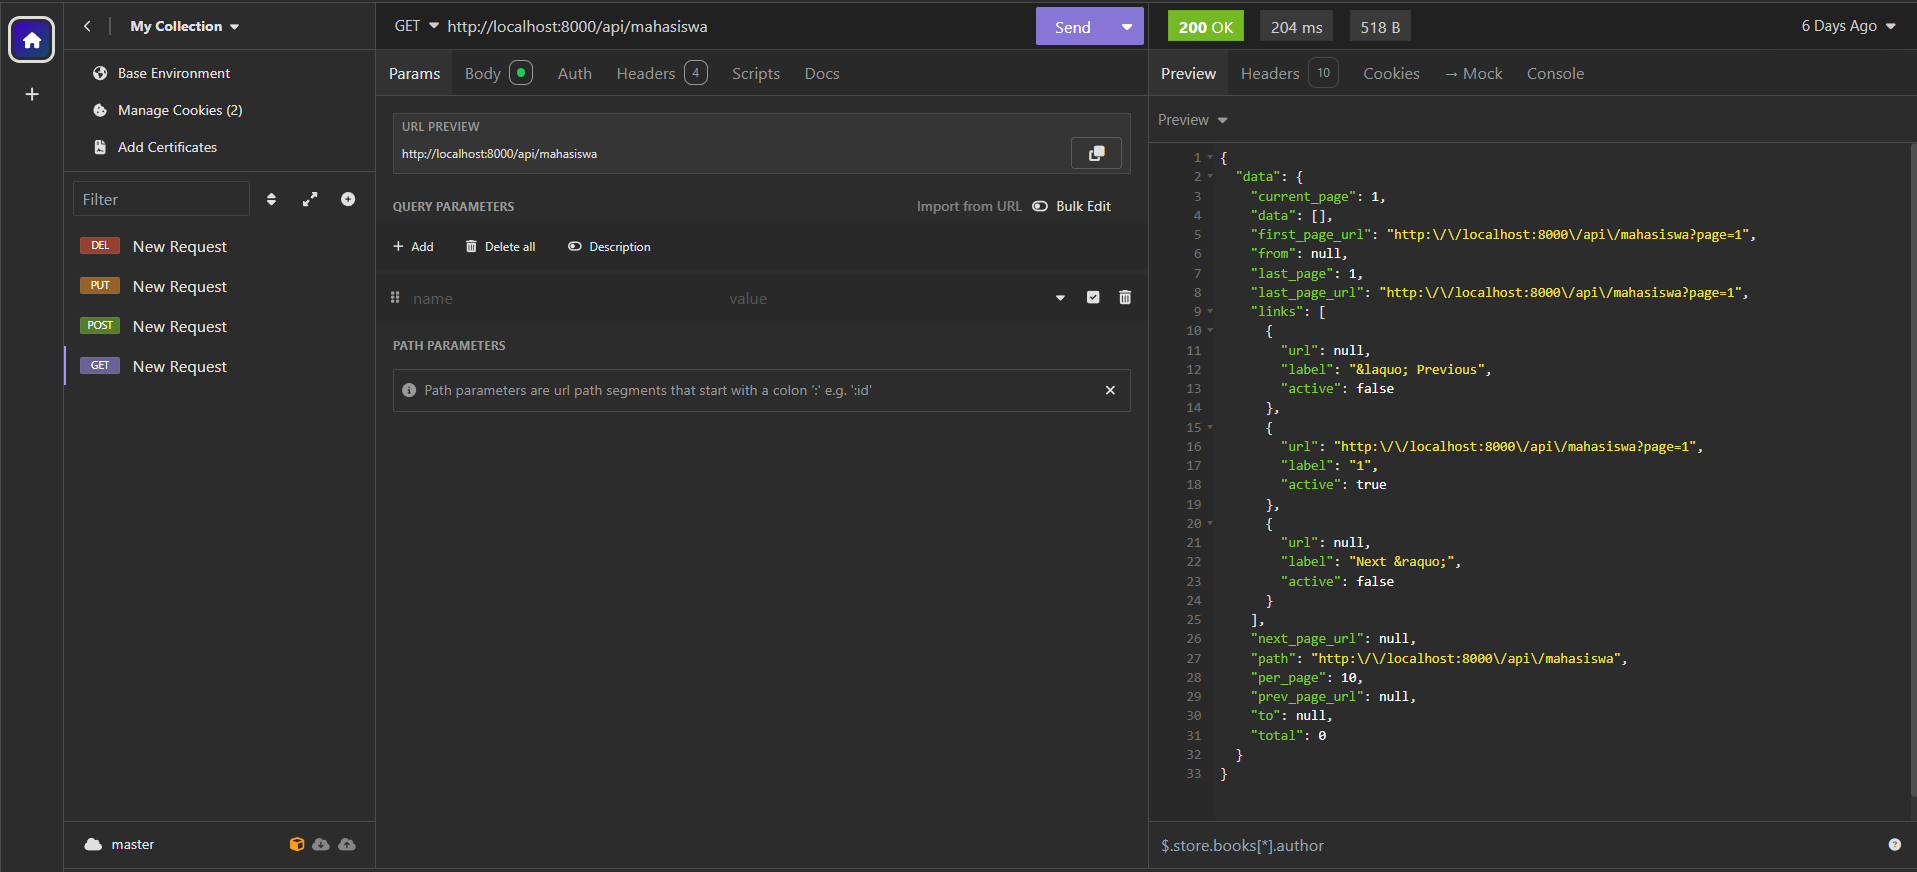 My Collection
Base Environment
Manage Cookies (2)
Add Certificates
Filter
DEL New Request
PUT New Request
POST New Request
GET New Request
master
GET http://localhost:8000/api/mahasiswa Send
Params Body Auth Headers 4 Scripts Docs
URL PREVIEW
http://localhost:8000/api/mahasiswa
QUERY PARAMETERS Import from URL Bulk Edit
+ Add Delete all Description
name value
PATH PARAMETERS
Path parameters are url path segments that start with a colon ':' e.g. ':id'
200 OK 204 ms 518 B 6 Days Ago
Preview Headers 10 Cookies → Mock Console
Preview
1 {
2 "data": {
3 "current_page": 1,
4 "data": [],
5 "first_page_url": "http:\/\/localhost:8000\/api\/mahasiswa?page=1",
6 "from": null,
7 "last_page": 1,
8 "last_page_url": "http:\/\/localhost:8000\/api\/mahasiswa?page=1",
9 "links": [
10 {
11 "url": null,
12 "label": "&laquo; Previous",
13 "active": false
14 },
15 {
16 "url": "http:\/\/localhost:8000\/api\/mahasiswa?page=1",
17 "label": "1",
18 "active": true
19 },
20 {
21 "url": null,
22 "label": "Next &raquo;",
23 "active": false
24 }
25 ],
26 "next_page_url": null,
27 "path": "http:\/\/localhost:8000\/api\/mahasiswa",
28 "per_page": 10,
29 "prev_page_url": null,
30 "to": null,
31 "total": 0
32 }
33 }
$.store.books[*].author